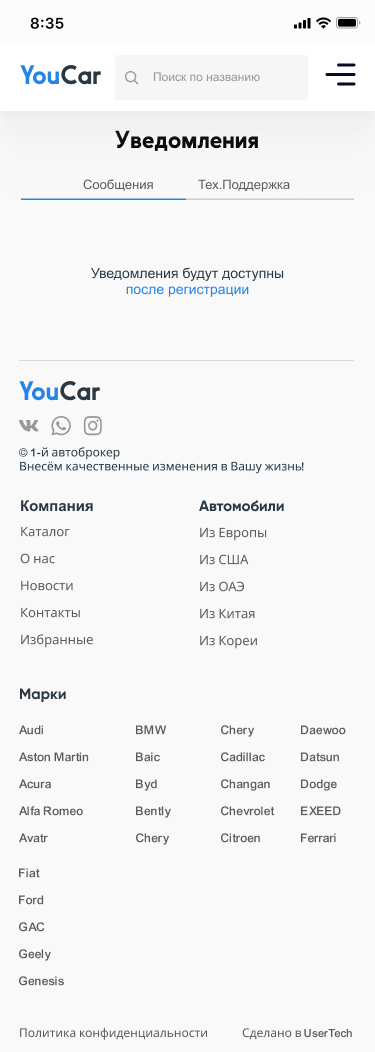 8:35
YouCar
Поиск по названию
Уведомления
Сообщения
Тех.Поддержка
Уведомления будут доступны
после регистрации
YouCar
© 1-й автоброкер
Внесём качественные изменения в Вашу жизнь!
Компания
Автомобили
Каталог
Из Европы
О нас
Из США
Новости
Из ОАЭ
Контакты
Из Китая
Избранные
Из Кореи
Марки
Audi BMW Chery Daewoo
Aston Martin Baic Cadillac Datsun
Acura Byd Changan Dodge
Alfa Romeo Bently Chevrolet EXEED
Avatr Chery Citroen Ferrari
Fiat
Ford
GAC
Geely
Genesis
Политика конфиденциальности
Сделано в UserTech